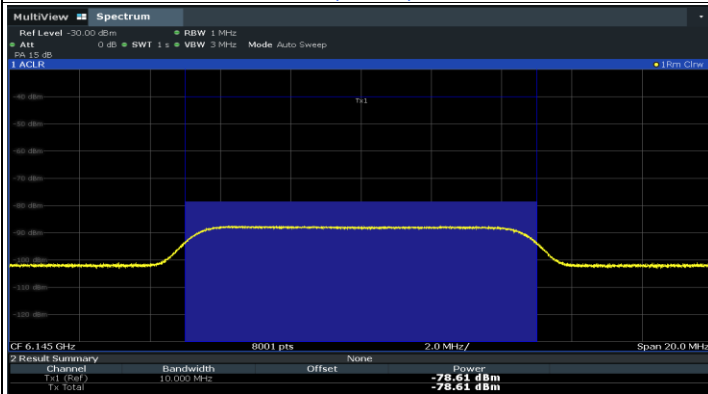 MultiView Spectrum
Ref Level -30.00 dBm RBW 1 MHz
Att 0 dB SWT 1 s VBW 3 MHz Mode Auto Sweep
PA 15 dB
1 ACLR 1Rm Clrw
Tx1
-40 dBm
-50 dBm
-60 dBm
-70 dBm
-80 dBm
-90 dBm
-100 dBm
-110 dBm
-120 dBm
CF 6.145 GHz 8001 pts 2.0 MHz/ Span 20.0 MHz
2 Result Summary None
Channel Bandwidth Offset Power
Tx1 (Ref) 10.000 MHz -78.61 dBm
Tx Total -78.61 dBm